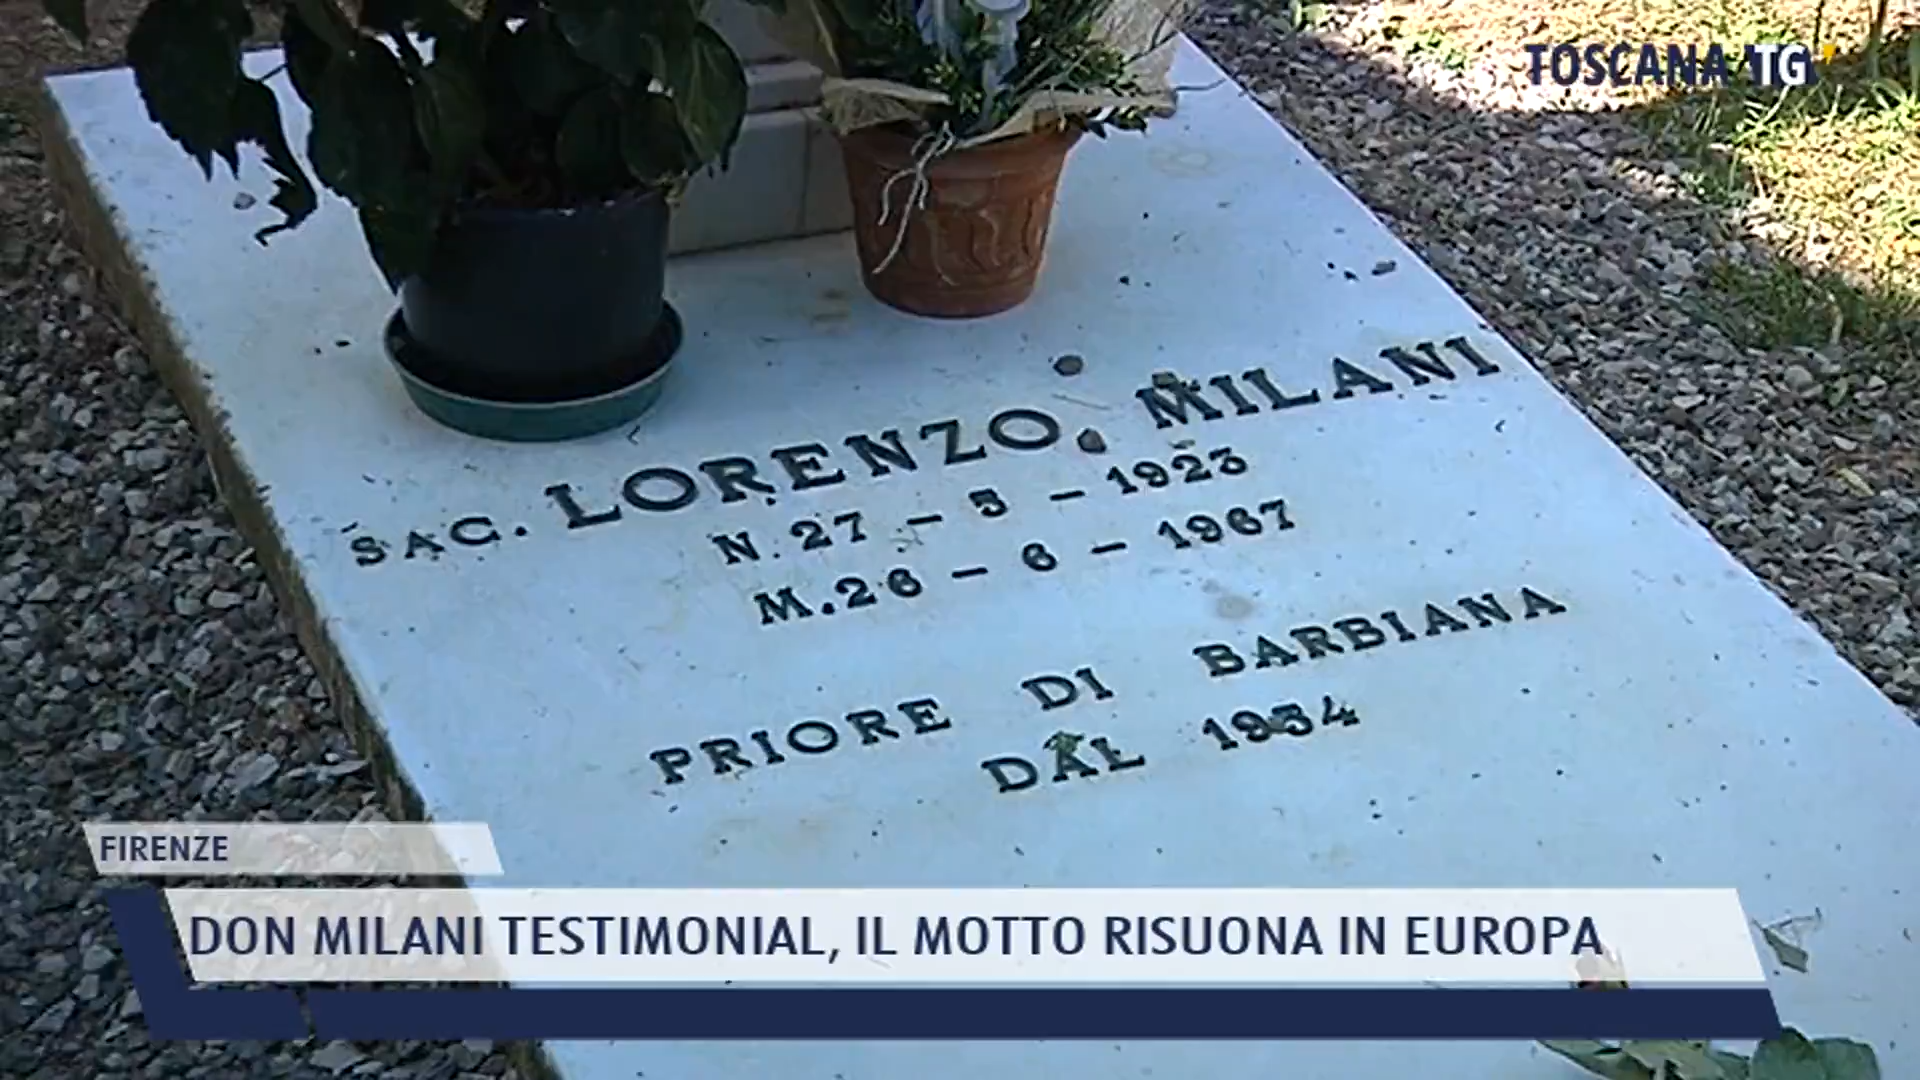 TOSCANA TG
SAC. LORENZO MILANI
N. 27 - 5 - 1923
M. 26 - 6 - 1967
PRIORE DI BARBIANA
DAL 1954
FIRENZE
DON MILANI TESTIMONIAL, IL MOTTO RISUONA IN EUROPA